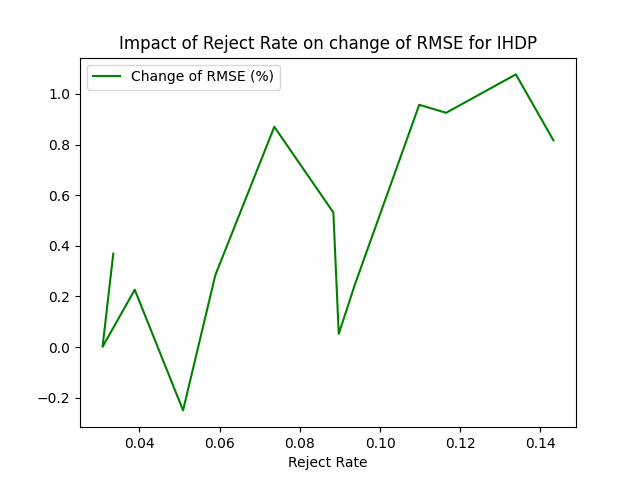 Impact of Reject Rate on change of RMSE for IHDP
Change of RMSE (%)
1.0
0.8
0.6
0.4
0.2
0.0
−0.2
0.04 0.06 0.08 0.10 0.12 0.14
Reject Rate